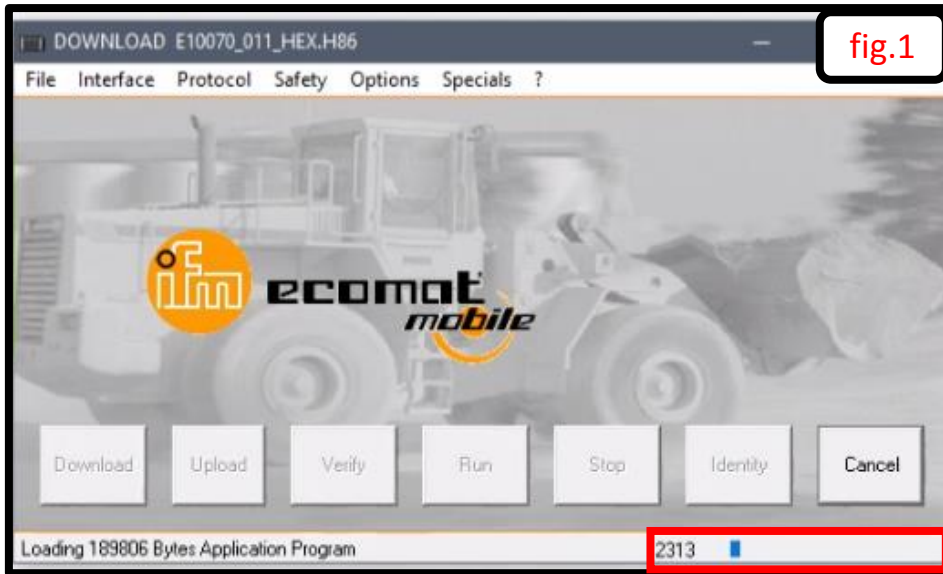 DOWNLOAD E10070_011_HEX.H86
fig.1
File Interface Protocol Safety Options Specials ?
ifm ecomat
mobile
Download Upload Verify Run Stop Identity Cancel
Loading 189806 Bytes Application Program 2313